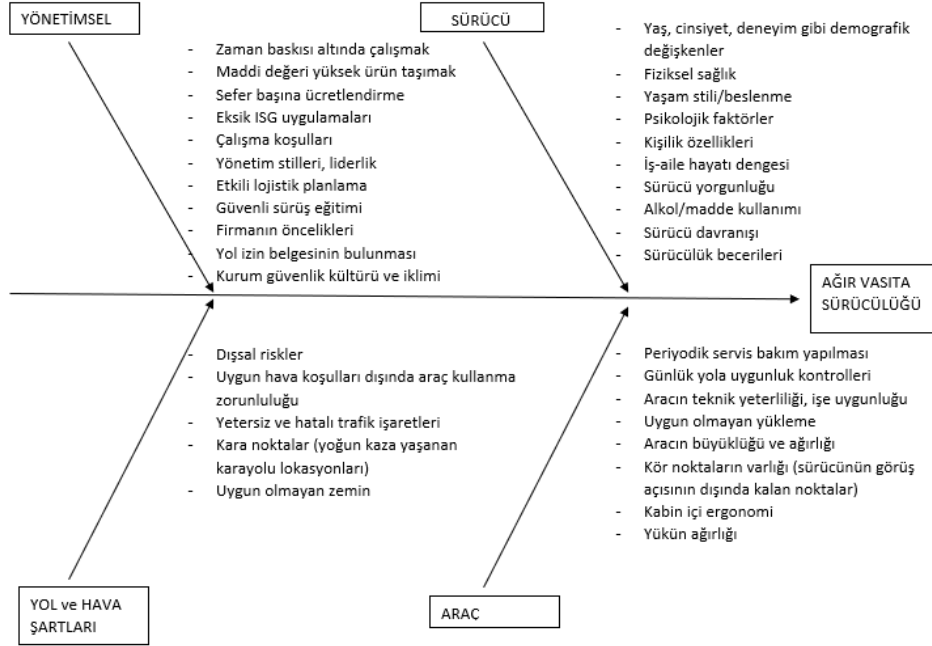 YÖNETİMSEL
- Zaman baskısı altında çalışmak
- Maddi değeri yüksek ürün taşımak
- Sefer başına ücretlendirme
- Eksik ISG uygulamaları
- Çalışma koşulları
- Yönetim stilleri, liderlik
- Etkili lojistik planlama
- Güvenli sürüş eğitimi
- Firmanın öncelikleri
- Yol izin belgesinin bulunması
- Kurum güvenlik kültürü ve iklimi
SÜRÜCÜ
- Yaş, cinsiyet, deneyim gibi demografik
değişkenler
- Fiziksel sağlık
- Yaşam stili/beslenme
- Psikolojik faktörler
- Kişilik özellikleri
- İş-aile hayatı dengesi
- Sürücü yorgunluğu
- Alkol/madde kullanımı
- Sürücü davranışı
- Sürücülük becerileri
AĞIR VASITA
SÜRÜCÜLÜĞÜ
- Dışsal riskler
- Uygun hava koşulları dışında araç kullanma
zorunluluğu
- Yetersiz ve hatalı trafik işaretleri
- Kara noktalar (yoğun kaza yaşanan
karayolu lokasyonları)
- Uygun olmayan zemin
YOL ve HAVA
ŞARTLARI
- Periyodik servis bakım yapılması
- Günlük yola uygunluk kontrolleri
- Aracın teknik yeterliliği, işe uygunluğu
- Uygun olmayan yükleme
- Aracın büyüklüğü ve ağırlığı
- Kör noktaların varlığı (sürücünün görüş
açısının dışında kalan noktalar)
- Kabin içi ergonomi
- Yükün ağırlığı
ARAÇ